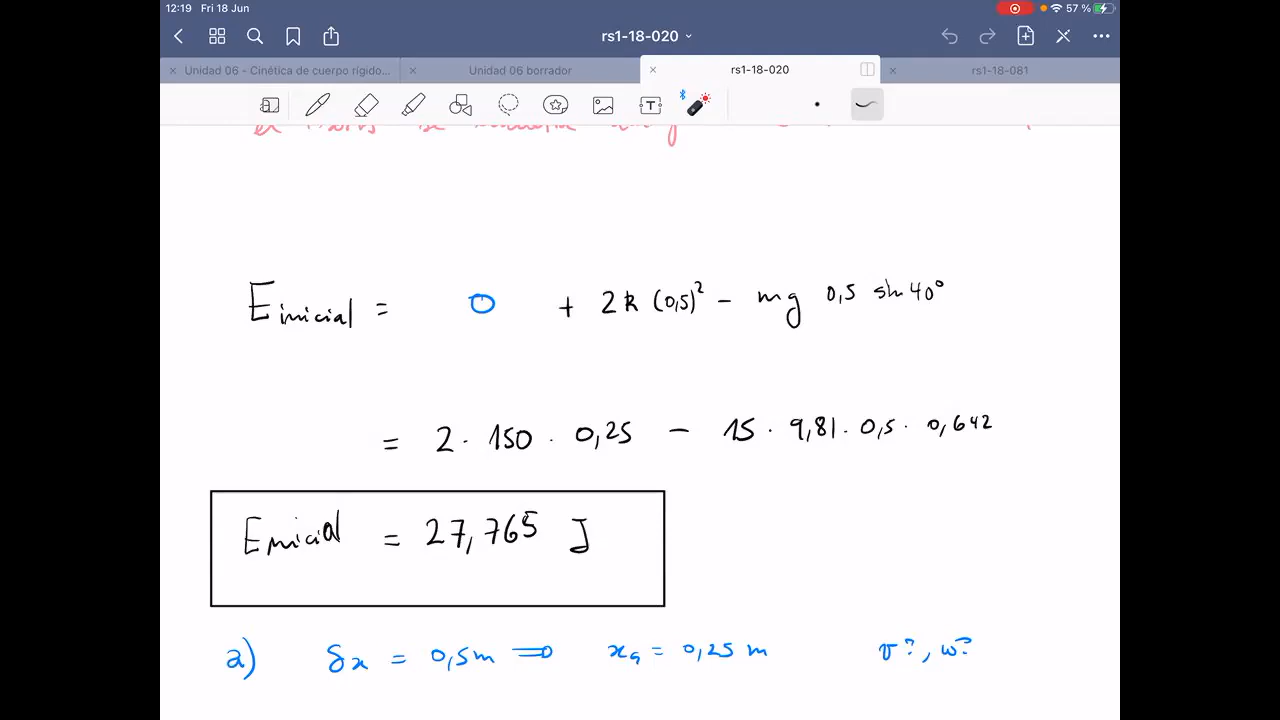 12:19 Fri 18 Jun 57 %
rs1-18-020
Unidad 06 - Cinética de cuerpo rígido... Unidad 06 borrador rs1-18-020 rs1-18-081
E inicial = 0 + 2k (0,5)² - mg 0,5 sin 40°
= 2 · 150 · 0,25 - 15 · 9,81 · 0,5 · 0,642
Einicial = 27,765 J
a) δx = 0,5m ⇒ x₉ = 0,25 m v?, w?